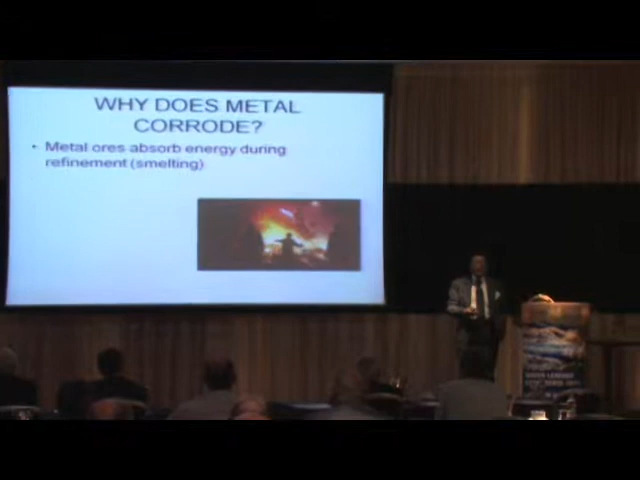 WHY DOES METAL
CORRODE?
• Metal ores absorb energy during
refinement (smelting)